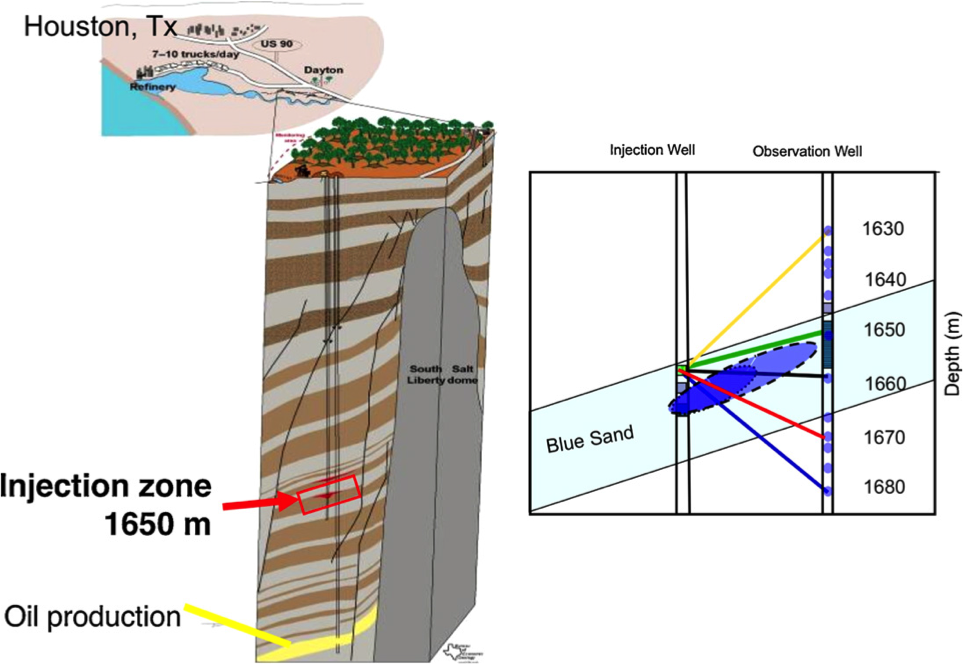 Houston, Tx
US 90
7–10 trucks/day
Dayton
Refinery
Monitoring
South Salt
Liberty dome
Injection zone
1650 m
Oil production
Injection Well
Observation Well
1630
1640
1650
1660
1670
1680
Depth (m)
Blue Sand